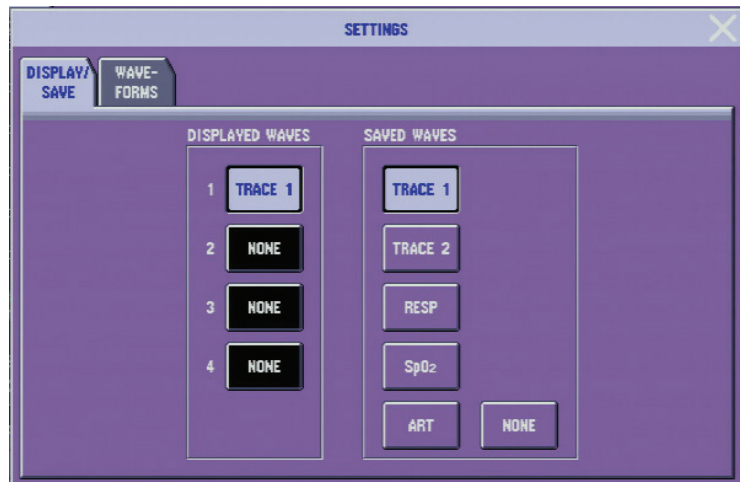 SETTINGS
DISPLAY/ SAVE
WAVE-
FORMS
DISPLAYED WAVES
SAVED WAVES
1 TRACE 1
TRACE 1
2 NONE
TRACE 2
3 NONE
RESP
4 NONE
SpO₂
ART
NONE